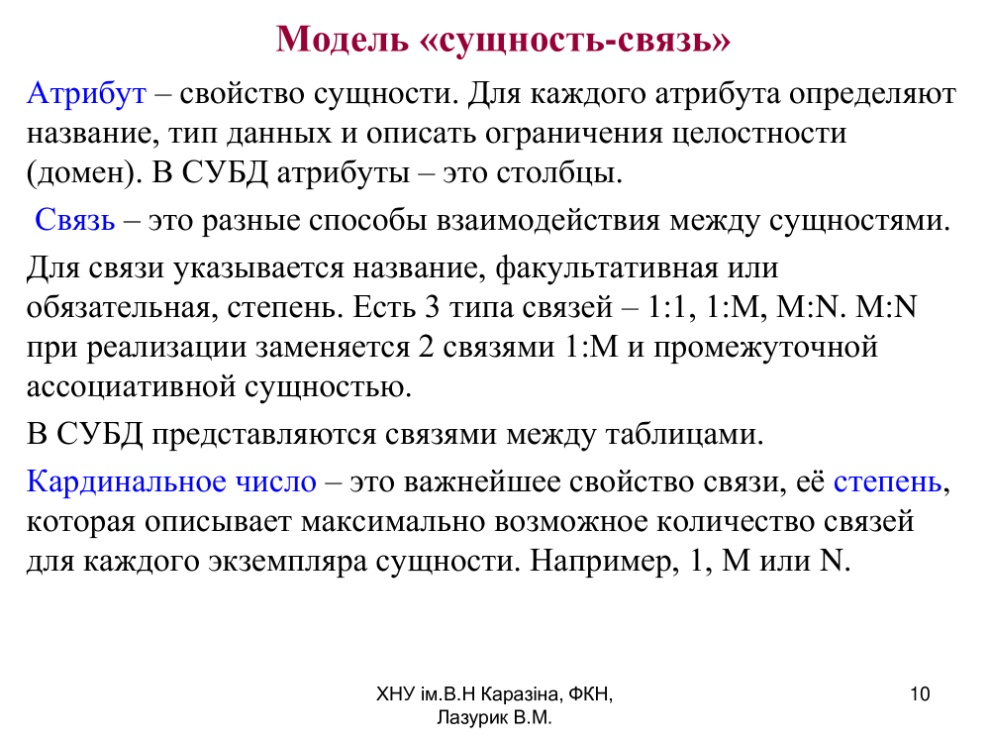 Модель «сущность-связь»
Атрибут – свойство сущности. Для каждого атрибута определяют
название, тип данных и описать ограничения целостности
(домен). В СУБД атрибуты – это столбцы.
Связь – это разные способы взаимодействия между сущностями.
Для связи указывается название, факультативная или
обязательная, степень. Есть 3 типа связей – 1:1, 1:M, M:N. M:N
при реализации заменяется 2 связями 1:M и промежуточной
ассоциативной сущностью.
В СУБД представляются связями между таблицами.
Кардинальное число – это важнейшее свойство связи, её степень,
которая описывает максимально возможное количество связей
для каждого экземпляра сущности. Например, 1, M или N.
ХНУ ім.В.Н Каразіна, ФКН,
Лазурик В.М.
10